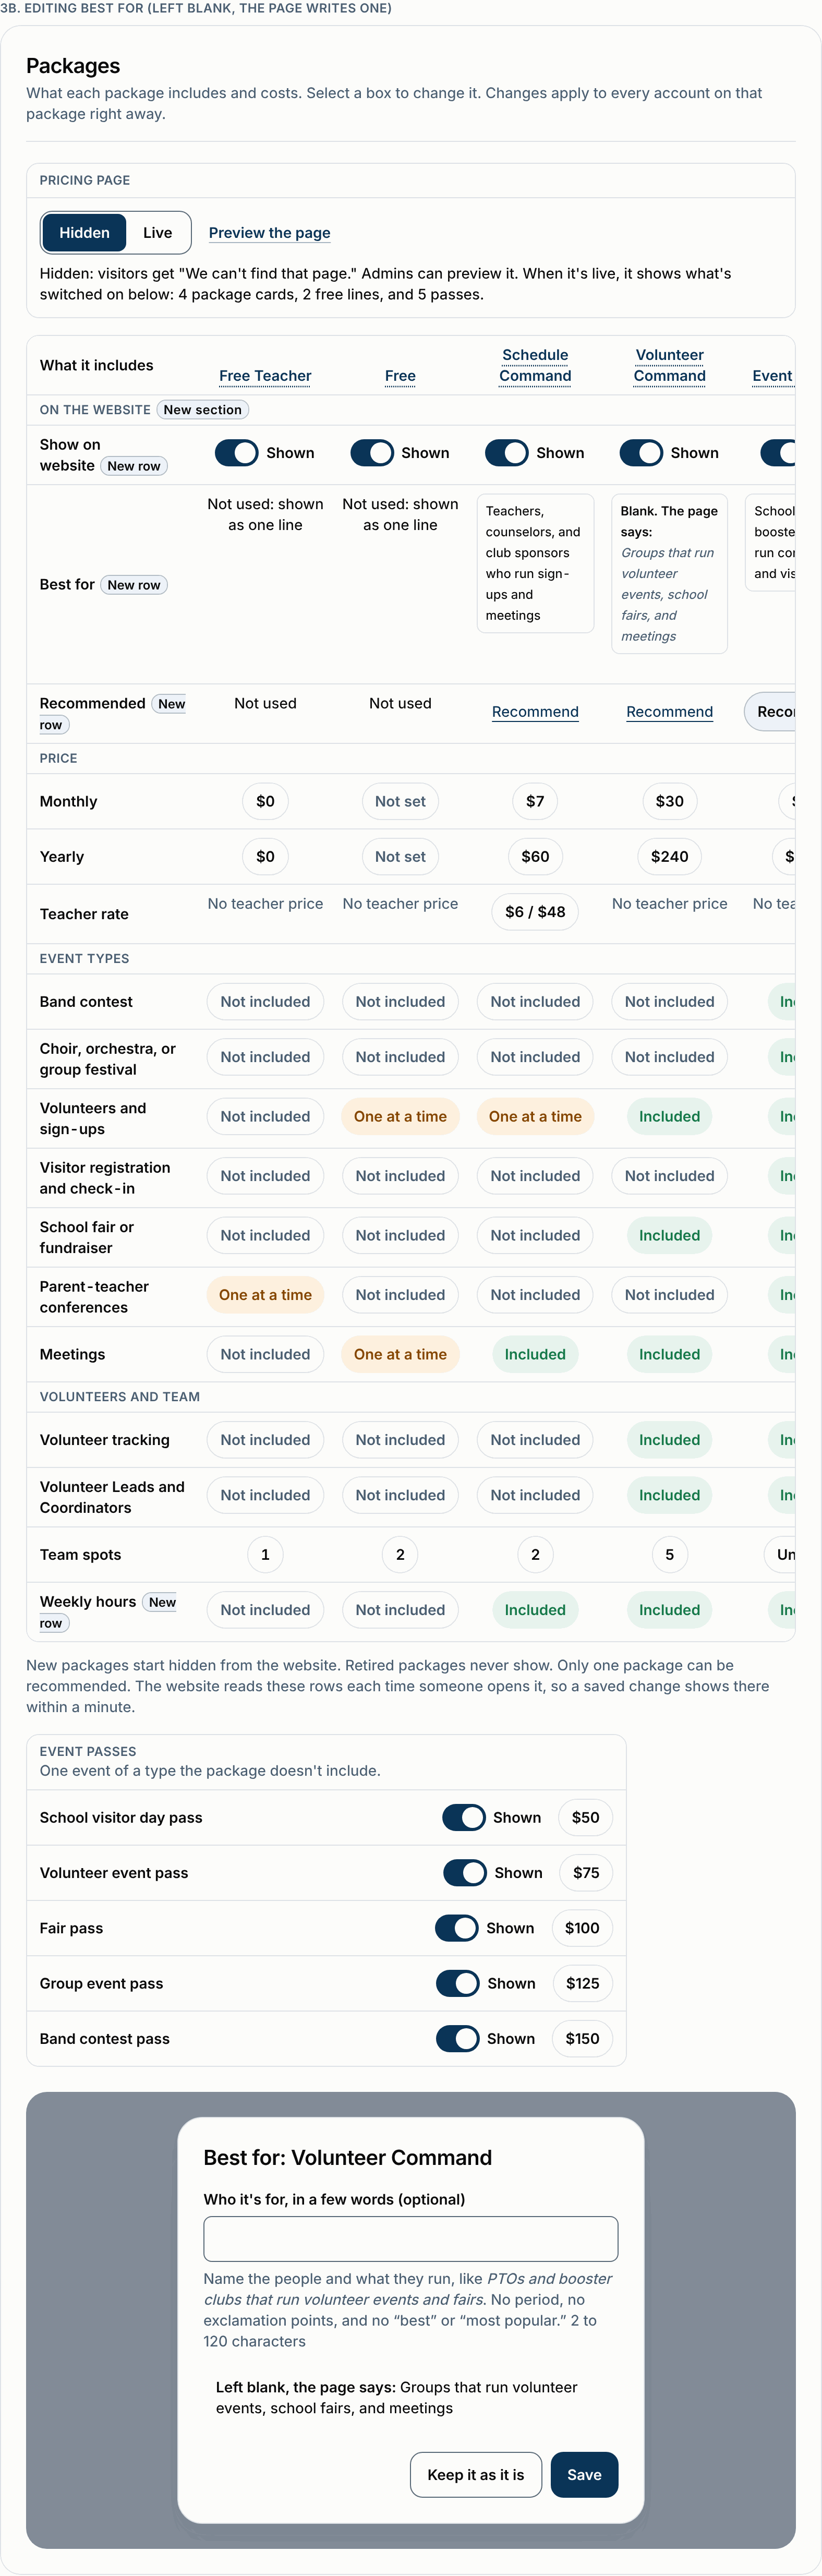 3B. EDITING BEST FOR (LEFT BLANK, THE PAGE WRITES ONE)
Packages
What each package includes and costs. Select a box to change it. Changes apply to every account on that
package right away.
PRICING PAGE
Hidden Live Preview the page
Hidden: visitors get "We can't find that page." Admins can preview it. When it's live, it shows what's
switched on below: 4 package cards, 2 free lines, and 5 passes.
What it includes Free Teacher Free Schedule Command Volunteer Command Event
ON THE WEBSITE New section
Show on website New row Shown Shown Shown Shown
Best for New row
Not used: shown as one line
Not used: shown as one line
Teachers,
counselors, and
club sponsors
who run sign-
ups and
meetings
Blank. The page
says:
Groups that run
volunteer
events, school
fairs, and
meetings
School
booste
run co
and vis
Recommended New row Not used Not used Recommend Recommend Reco
PRICE
Monthly $0 Not set $7 $30
Yearly $0 Not set $60 $240 $
Teacher rate No teacher price No teacher price $6 / $48 No teacher price No tea
EVENT TYPES
Band contest Not included Not included Not included Not included In
Choir, orchestra, or group festival Not included Not included Not included Not included In
Volunteers and sign-ups Not included One at a time One at a time Included In
Visitor registration and check-in Not included Not included Not included Not included In
School fair or fundraiser Not included Not included Not included Included In
Parent-teacher conferences One at a time Not included Not included Not included In
Meetings Not included One at a time Included Included In
VOLUNTEERS AND TEAM
Volunteer tracking Not included Not included Not included Included In
Volunteer Leads and Coordinators Not included Not included Not included Included In
Team spots 1 2 2 5 Un
Weekly hours New row Not included Not included Included Included In
New packages start hidden from the website. Retired packages never show. Only one package can be
recommended. The website reads these rows each time someone opens it, so a saved change shows there
within a minute.
EVENT PASSES
One event of a type the package doesn't include.
School visitor day pass Shown $50
Volunteer event pass Shown $75
Fair pass Shown $100
Group event pass Shown $125
Band contest pass Shown $150
Best for: Volunteer Command
Who it's for, in a few words (optional)
Name the people and what they run, like PTOs and booster
clubs that run volunteer events and fairs. No period, no
exclamation points, and no “best” or “most popular.” 2 to
120 characters
Left blank, the page says: Groups that run volunteer
events, school fairs, and meetings
Keep it as it is Save